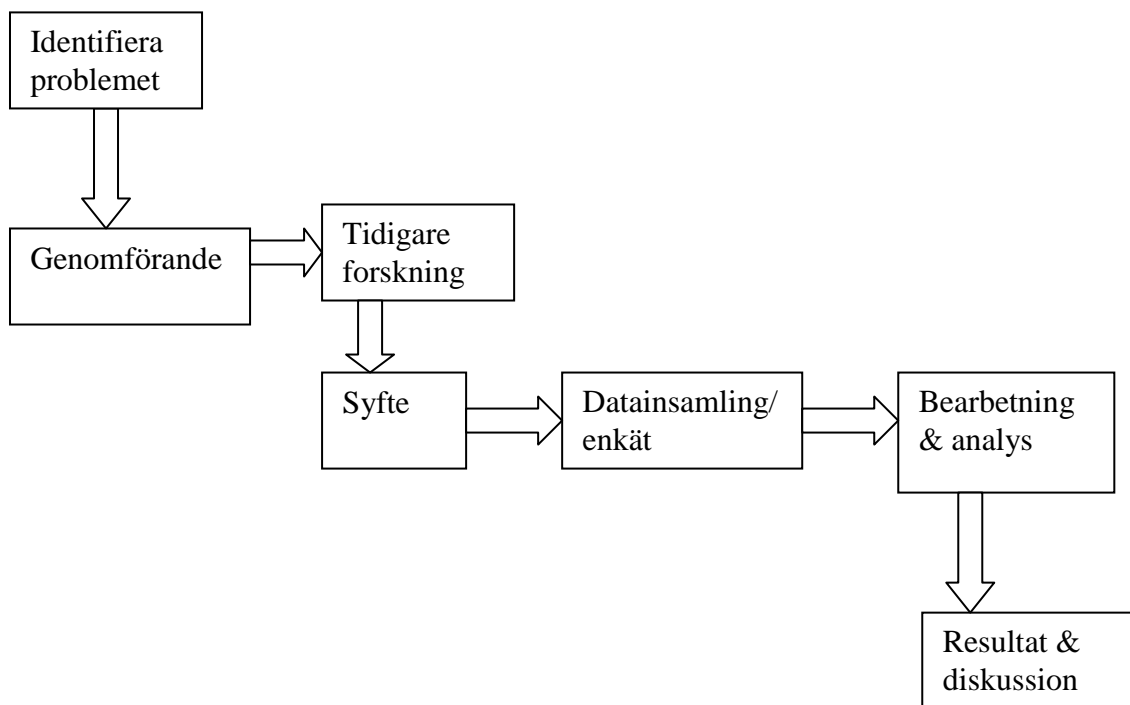 Identifiera
problemet
Genomförande
Tidigare
forskning
Syfte
Datainsamling/
enkät
Bearbetning
& analys
Resultat &
diskussion